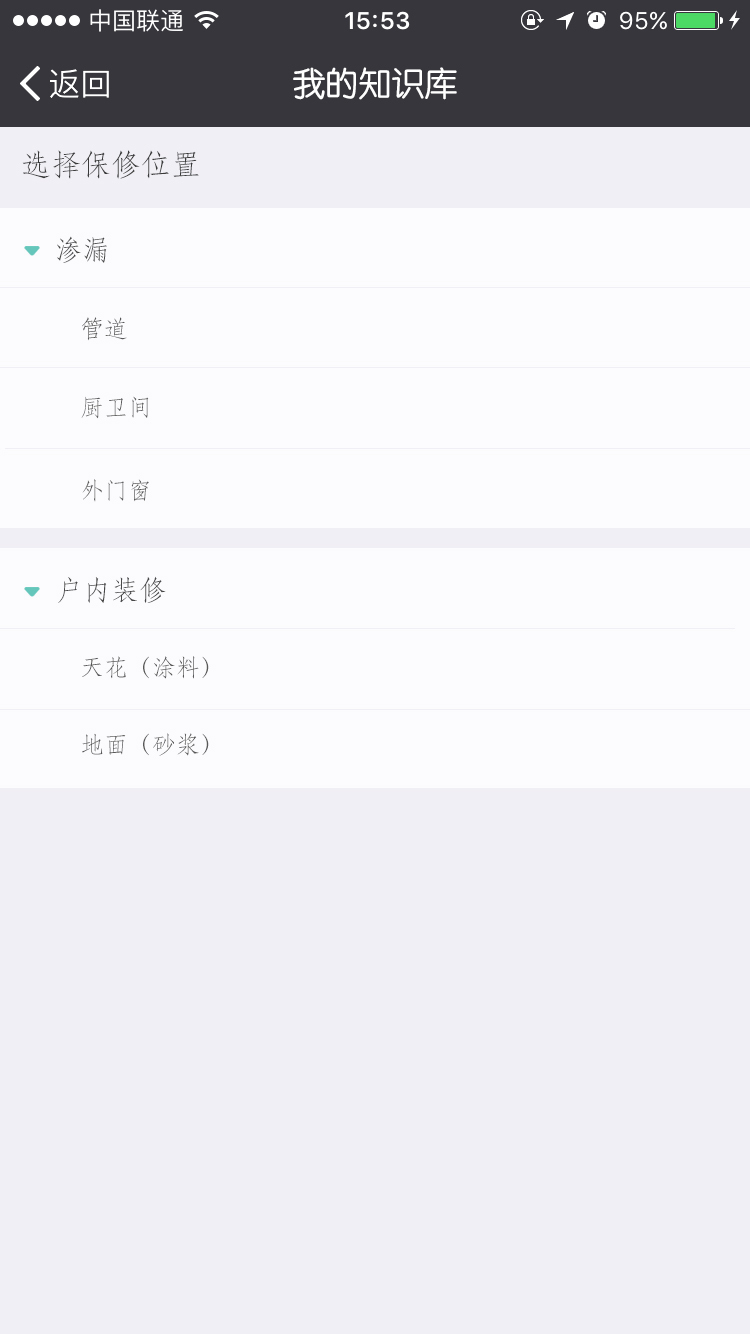 中国联通 15:53 95%
返回 我的知识库
选择保修位置
渗漏
管道
厨卫间
外门窗
户内装修
天花（涂料）
地面（砂浆）